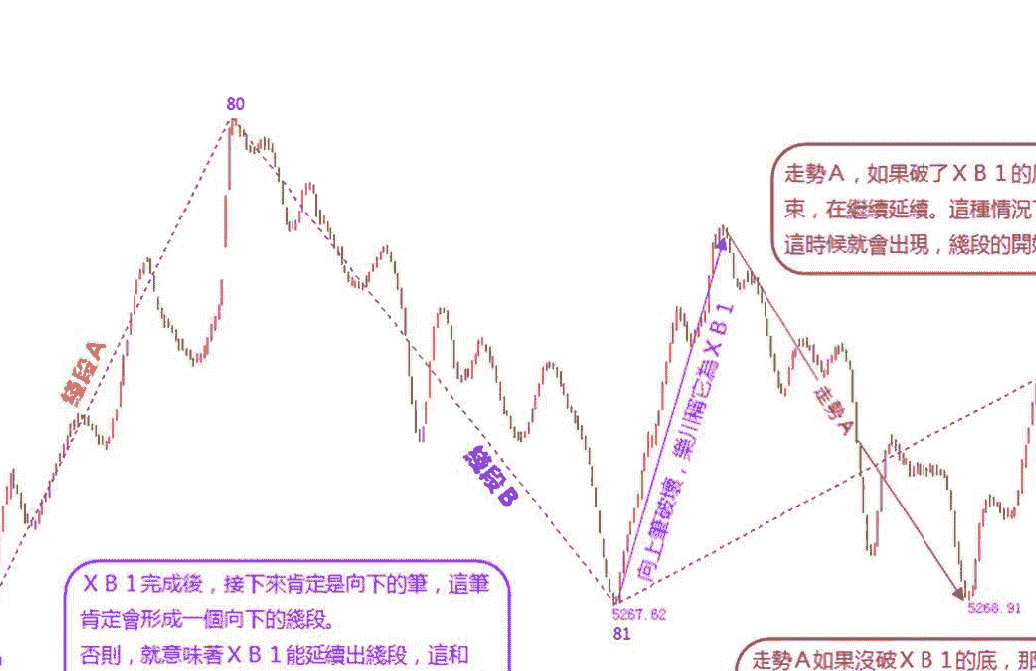 80
走勢A，如果破了ＸＢ１的
束，在繼續延續。這種情況
這時候就會出現，綫段的開
綫段A
綫段B
向上筆破壞，樂川稱它為ＸＢ１
走勢A
ＸＢ１完成後，接下來肯定是向下的筆，這筆
肯定會形成一個向下的綫段。
否則，就意味著ＸＢ１能延續出綫段，這和
5267.62
81
5268.91
走勢A如果沒破ＸＢ１的底，那